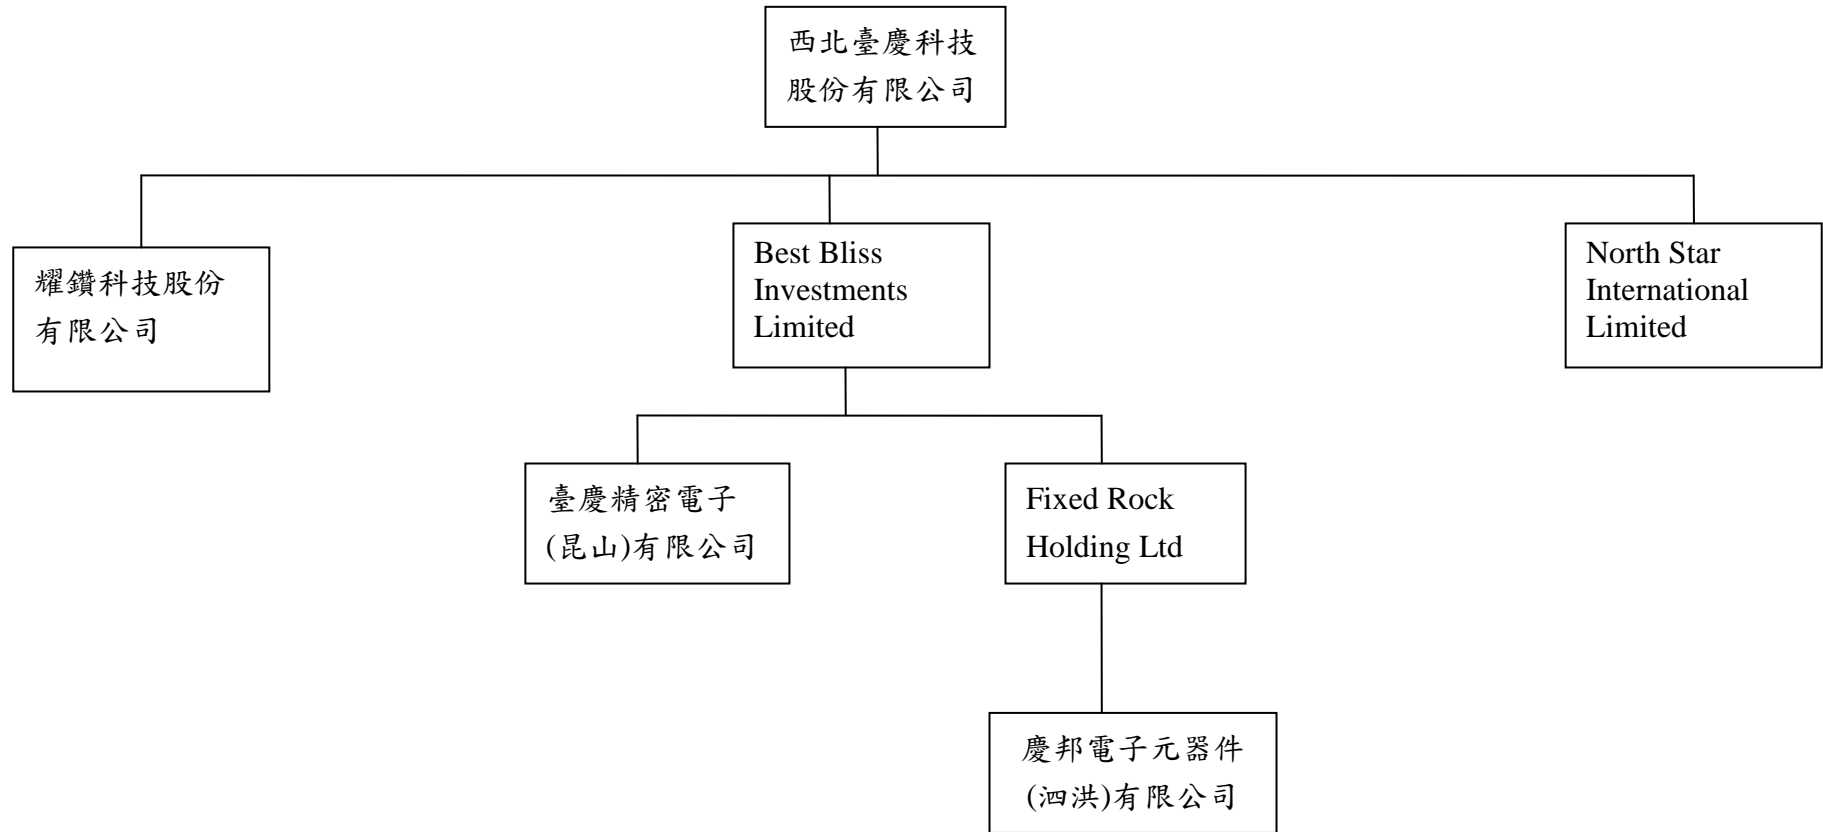 西北臺慶科技
股份有限公司
耀鑽科技股份
有限公司
Best Bliss
Investments
Limited
North Star
International
Limited
臺慶精密電子
(昆山)有限公司
Fixed Rock
Holding Ltd
慶邦電子元器件
(泗洪)有限公司